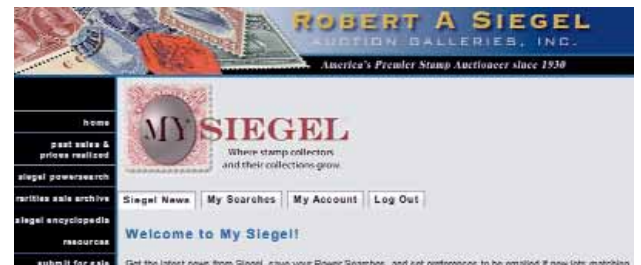 ROBERT A SIEGEL
AUCTION GALLERIES, INC.
America's Premier Stamp Auctioneer since 1930
MY SIEGEL
Where stamp collectors
and their collections grow.
home
past sales &
prices realized
siegel powersearch
rarities sale archive
siegel encyclopedia
resources
submit for sale
Siegel News My Searches My Account Log Out
Welcome to My Siegel!
Get the latest news from Siegel, save your Power Searches, and set preferences to be emailed if new lots matching